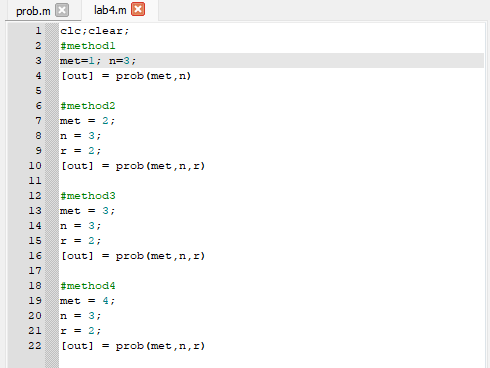 prob.m lab4.m
1 clc;clear;
2 #method1
3 met=1; n=3;
4 [out] = prob(met,n)
5
6 #method2
7 met = 2;
8 n = 3;
9 r = 2;
10 [out] = prob(met,n,r)
11
12 #method3
13 met = 3;
14 n = 3;
15 r = 2;
16 [out] = prob(met,n,r)
17
18 #method4
19 met = 4;
20 n = 3;
21 r = 2;
22 [out] = prob(met,n,r)